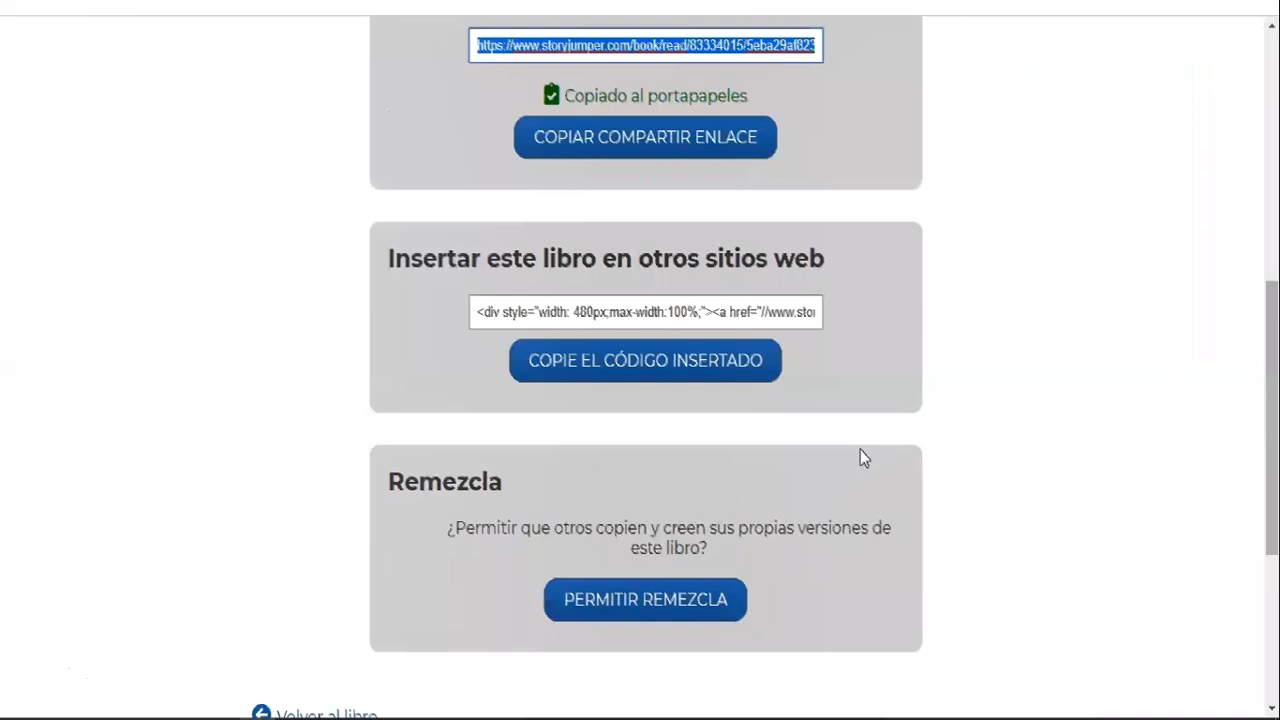 https://www.storyjumper.com/book/read/83334015/5eba29af823
Copiado al portapapeles
COPIAR COMPARTIR ENLACE
Insertar este libro en otros sitios web
<div style="width: 480px;max-width:100%;"><a href="//www.stor
COPIE EL CÓDIGO INSERTADO
Remezcla
¿Permitir que otros copien y creen sus propias versiones de
este libro?
PERMITIR REMEZCLA
Volver al libro